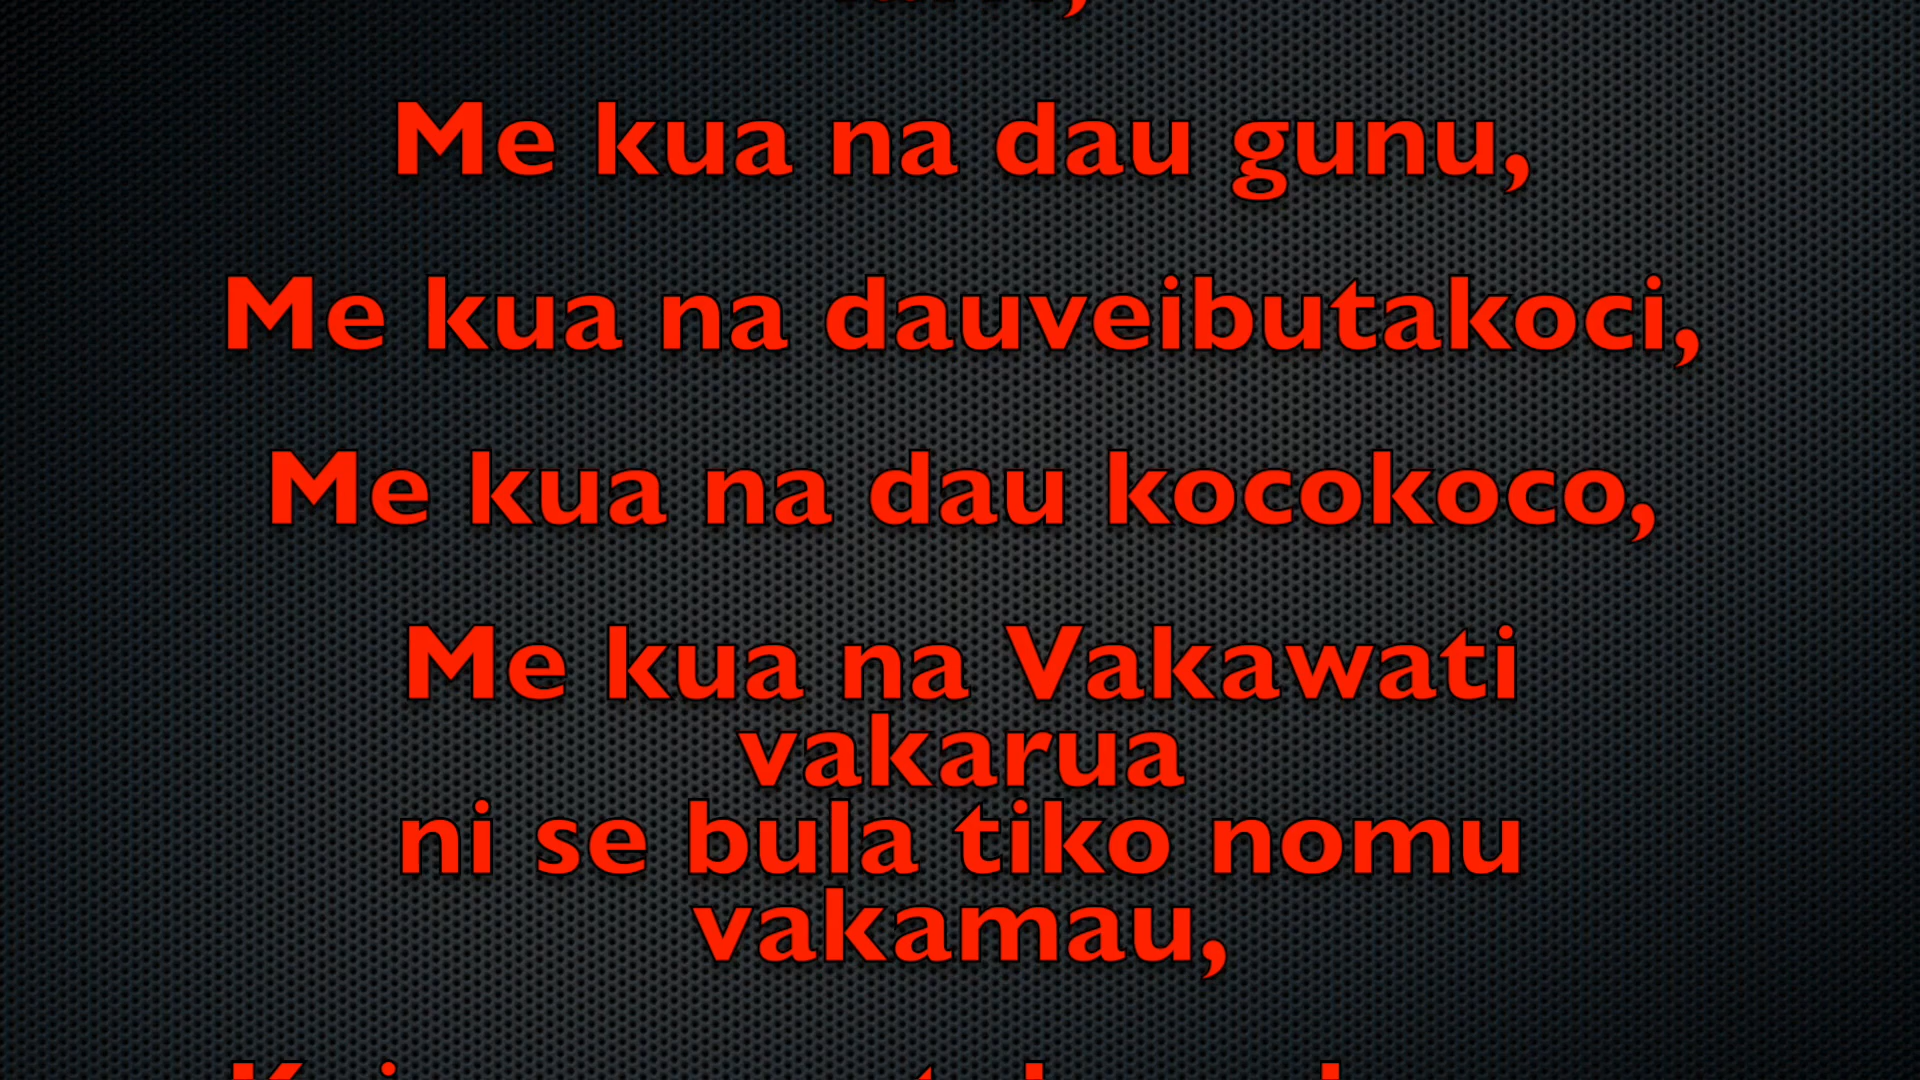 Me kua na dau gunu,
Me kua na dauveibutakoci,
Me kua na dau kocokoco,
Me kua na Vakawati
vakarua
ni se bula tiko nomu
vakamau,